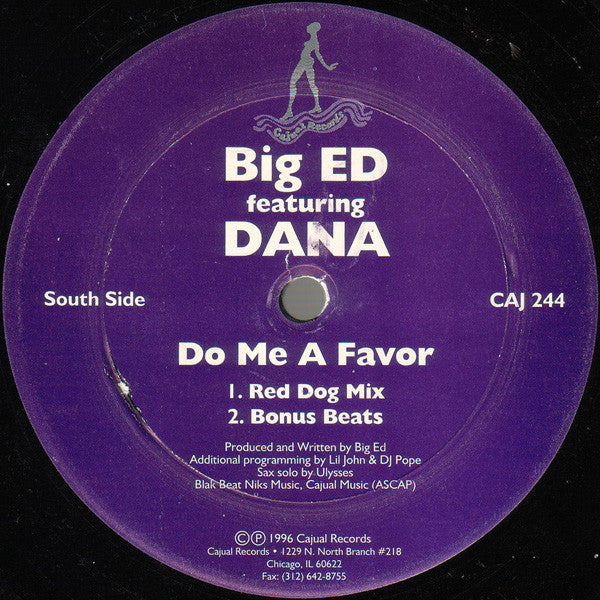 Cajual Records
Big ED
featuring
DANA
South Side
CAJ 244
Do Me A Favor
1. Red Dog Mix
2. Bonus Beats
Produced and Written by Big Ed
Additional programming by Lil John & DJ Pope
Sax solo by Ulysses
Blak Beat Niks Music, Cajual Music (ASCAP)
©℗ 1996 Cajual Records
Cajual Records • 1229 N. North Branch #218
Chicago, IL 60622
Fax: (312) 642-8755